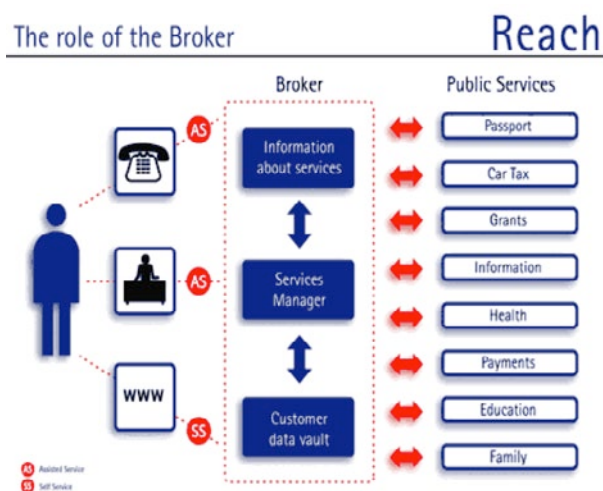 The role of the Broker
Reach
Broker
Public Services
AS
Information
about services
Passport
Car Tax
Grants
AS
Services
Manager
Information
Health
WWW
SS
Customer
data vault
Payments
Education
Family
AS Assisted Service
SS Self Service